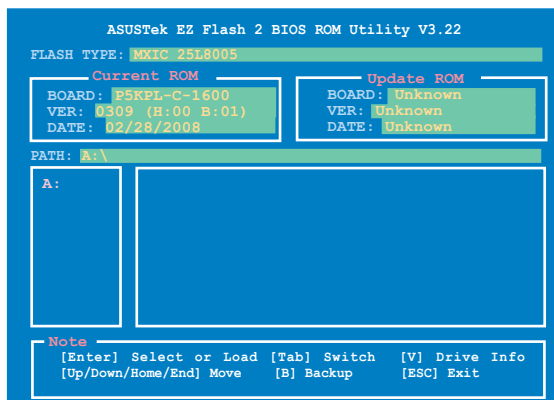 ASUSTek EZ Flash 2 BIOS ROM Utility V3.22
FLASH TYPE: MXIC 25L8005
Current ROM
BOARD: P5KPL-C-1600
VER: 0309 (H:00 B:01)
DATE: 02/28/2008
Update ROM
BOARD: Unknown
VER: Unknown
DATE: Unknown
PATH: A:\
A:
Note
[Enter] Select or Load [Tab] Switch [V] Drive Info
[Up/Down/Home/End] Move [B] Backup [ESC] Exit